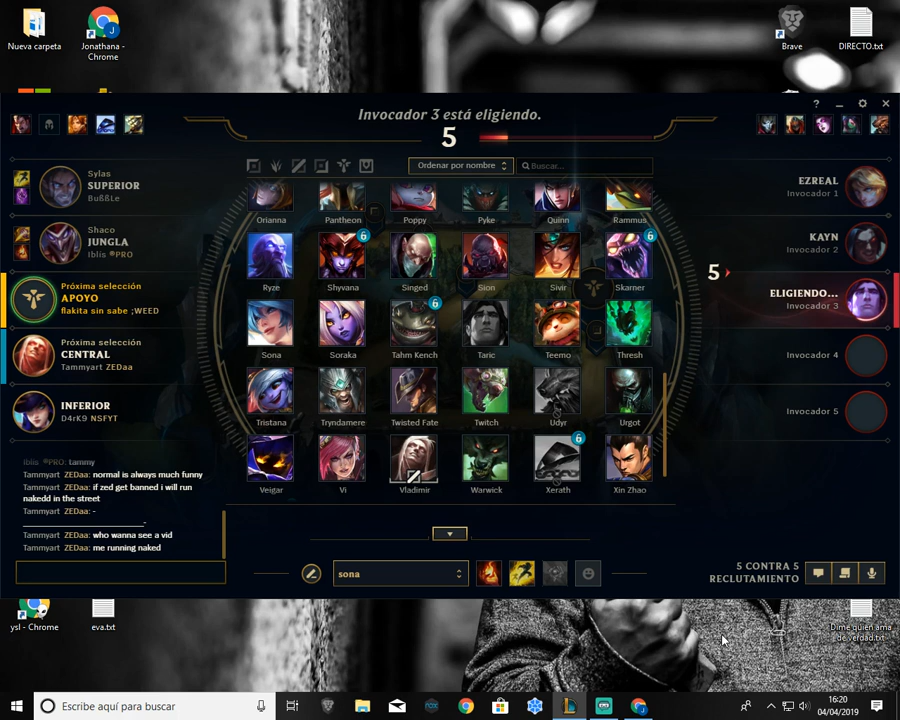 Nueva carpeta
Jonathana -
Chrome
Brave
DIRECTO.txt
?
Invocador 3 está eligiendo.
5
Ordenar por nombre
Buscar...
Sylas
SUPERIOR
BußßLe
Shaco
JUNGLA
Iblis ®PRO
Próxima selección
APOYO
flakita sin sabe ;WEED
Próxima selección
CENTRAL
Tammyart ZEDaa
INFERIOR
D4rK9 NSFYT
Orianna
Pantheon
Poppy
Pyke
Quinn
Rammus
6
6
Ryze
Shyvana
Singed
Sion
Sivir
Skarner
6
Sona
Soraka
Tahm Kench
Taric
Teemo
Thresh
Tristana
Tryndamere
Twisted Fate
Twitch
Udyr
Urgot
6
Veigar
Vi
Vladimir
Warwick
Xerath
Xin Zhao
EZREAL
Invocador 1
KAYN
Invocador 2
5
ELIGIENDO...
Invocador 3
Invocador 4
Invocador 5
Iblis ®PRO: tammy
Tammyart ZEDaa: normal is always much funny
Tammyart ZEDaa: if zed get banned i will run
nakedd in the street
Tammyart ZEDaa: -
_________________________-
Tammyart ZEDaa: who wanna see a vid
Tammyart ZEDaa: me running naked
sona
5 CONTRA 5
RECLUTAMIENTO
ysl - Chrome
eva.txt
Dime quien ama
de verdad.txt
Escribe aquí para buscar
16:20
04/04/2019